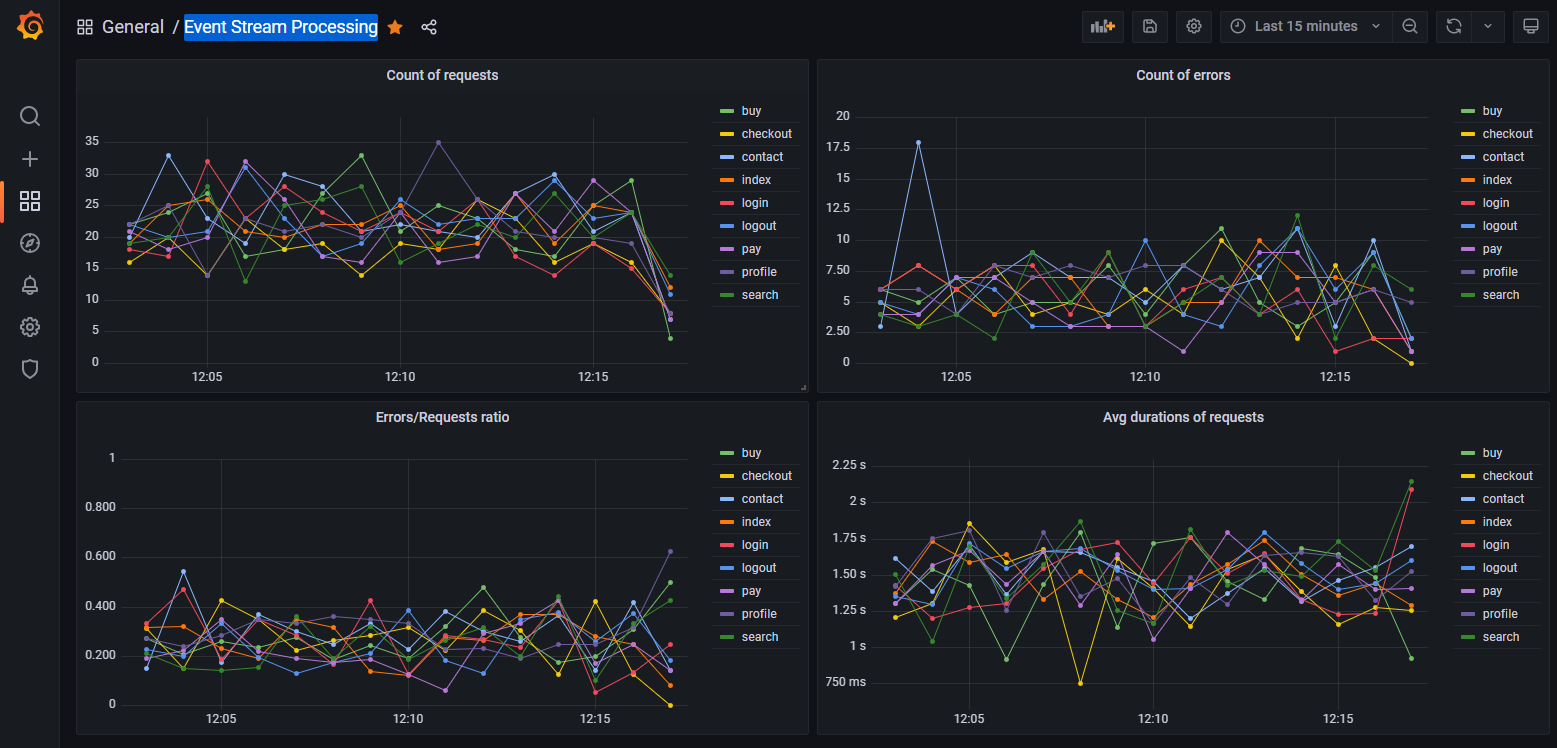 General / Event Stream Processing
Last 15 minutes
Count of requests
35
30
25
20
15
10
5
0
12:05
12:10
12:15
buy
checkout
contact
index
login
logout
pay
profile
search
Count of errors
20
17.5
15
12.5
10
7.50
5
2.50
0
12:05
12:10
12:15
buy
checkout
contact
index
login
logout
pay
profile
search
Errors/Requests ratio
1
0.800
0.600
0.400
0.200
0
12:05
12:10
12:15
buy
checkout
contact
index
login
logout
pay
profile
search
Avg durations of requests
2.25 s
2 s
1.75 s
1.50 s
1.25 s
1 s
750 ms
12:05
12:10
12:15
buy
checkout
contact
index
login
logout
pay
profile
search